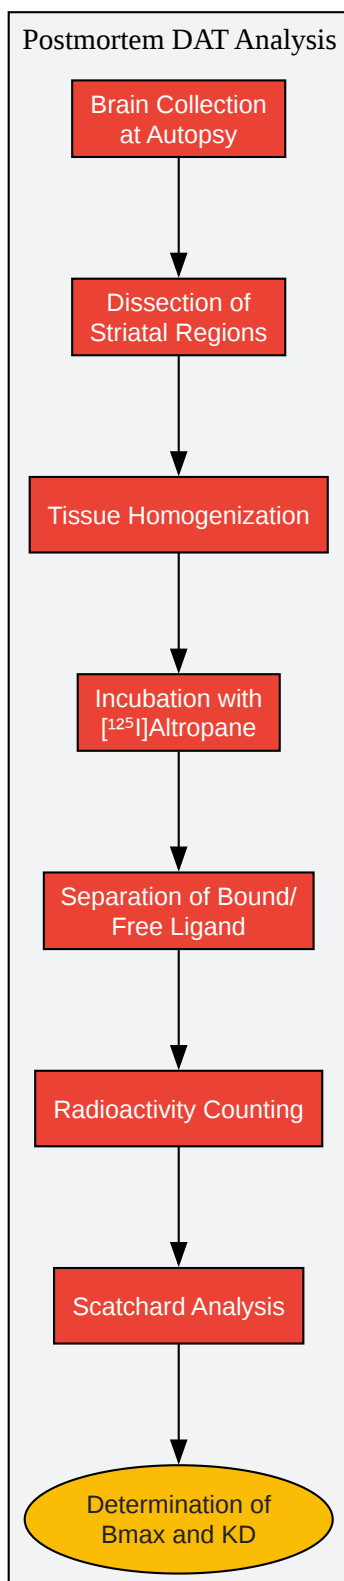 Postmortem DAT Analysis
Brain Collection
at Autopsy
Dissection of
Striatal Regions
Tissue Homogenization
Incubation with
[¹²⁵I]Altropane
Separation of Bound/
Free Ligand
Radioactivity Counting
Scatchard Analysis
Determination of
Bmax and KD